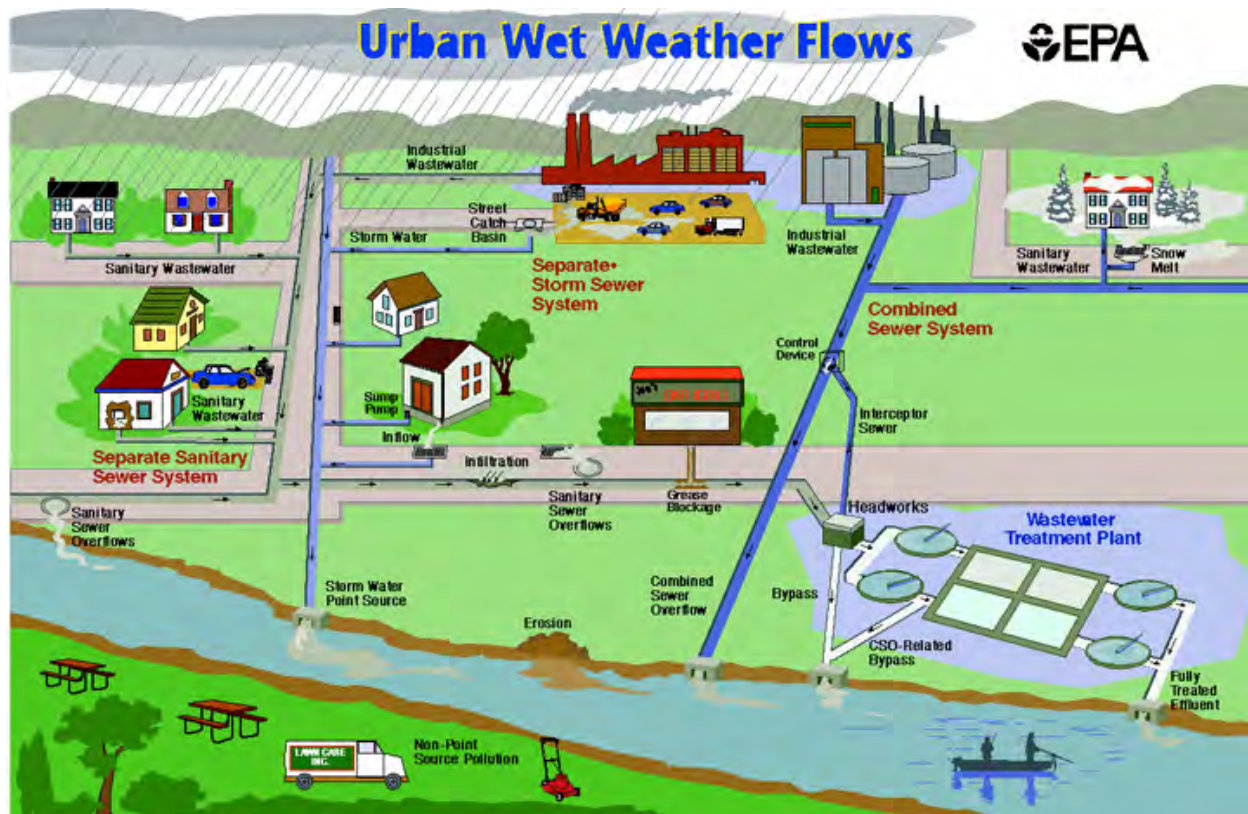 Urban Wet Weather Flows
EPA
Industrial
Wastewater
Street
Catch
Basin
Storm Water
Industrial
Wastewater
Sanitary
Wastewater
Snow
Melt
Sanitary Wastewater
Separate•
Storm Sewer
System
Combined
Sewer System
Control
Device
Sump
Pump
Sanitary
Wastewater
Interceptor
Sewer
Inflow
Separate Sanitary
Sewer System
Infiltration
Sanitary
Sewer
Overflows
Grease
Blockage
Sanitary
Sewer
Overflows
Headworks
Wastewater
Treatment Plant
Storm Water
Point Source
Combined
Sewer
Overflow
Bypass
Erosion
CSO-Related
Bypass
Fully
Treated
Effluent
LAWN CARE
INC.
Non-Point
Source Pollution